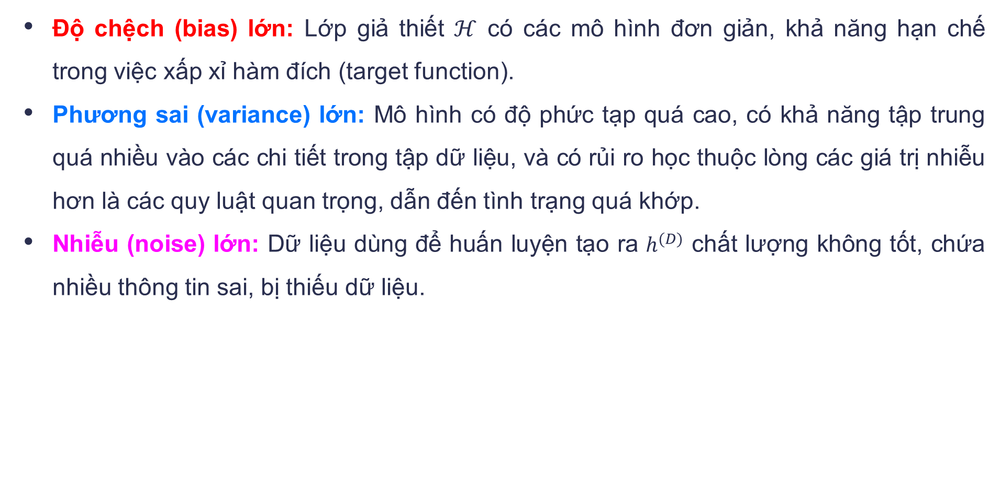 • Độ chệch (bias) lớn: Lớp giả thiết ℋ có các mô hình đơn giản, khả năng hạn chế
trong việc xấp xỉ hàm đích (target function).
• Phương sai (variance) lớn: Mô hình có độ phức tạp quá cao, có khả năng tập trung
quá nhiều vào các chi tiết trong tập dữ liệu, và có rủi ro học thuộc lòng các giá trị nhiễu
hơn là các quy luật quan trọng, dẫn đến tình trạng quá khớp.
• Nhiễu (noise) lớn: Dữ liệu dùng để huấn luyện tạo ra ℎ⁽ᴰ⁾ chất lượng không tốt, chứa
nhiều thông tin sai, bị thiếu dữ liệu.